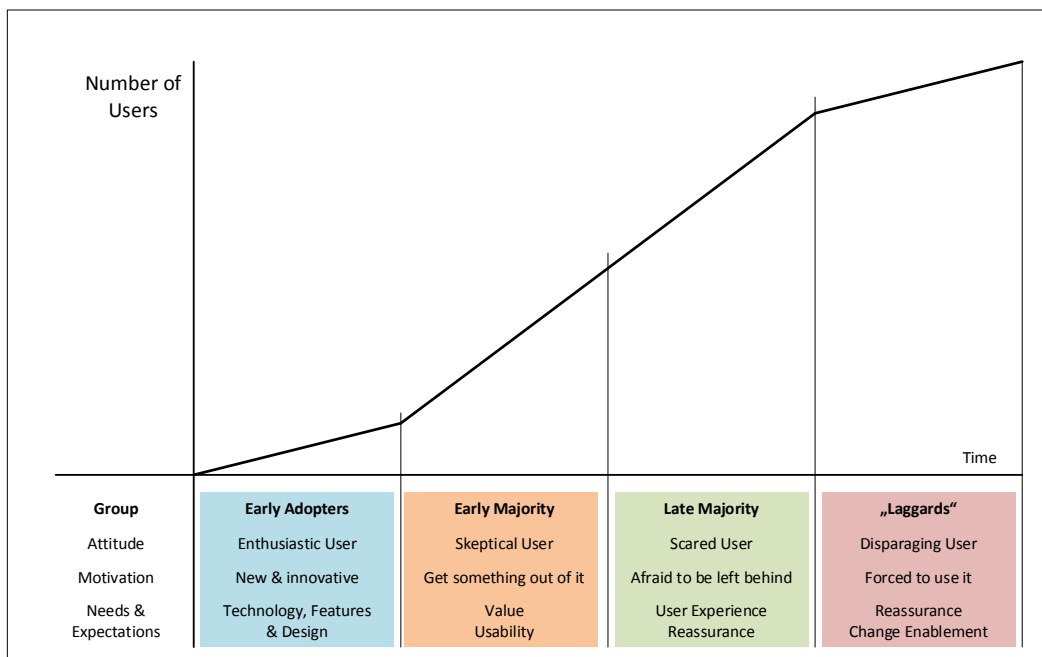 Number of
Users
Time
Group
Early Adopters
Early Majority
Late Majority
„Laggards“
Attitude
Enthusiastic User
Skeptical User
Scared User
Disparaging User
Motivation
New & innovative
Get something out of it
Afraid to be left behind
Forced to use it
Needs &
Expectations
Technology, Features
& Design
Value
Usability
User Experience
Reassurance
Reassurance
Change Enablement